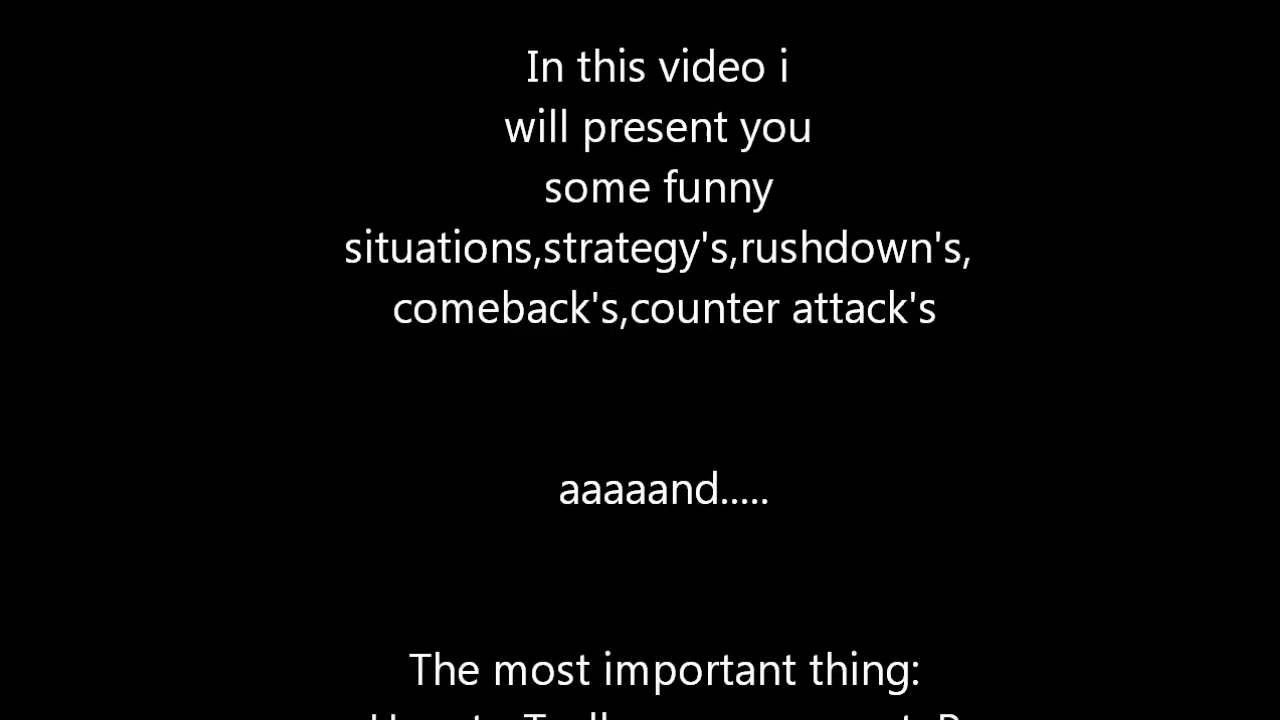 In this video i
will present you
some funny
situations,strategy's,rushdown's,
comeback's,counter attack's
aaaaand.....
The most important thing: